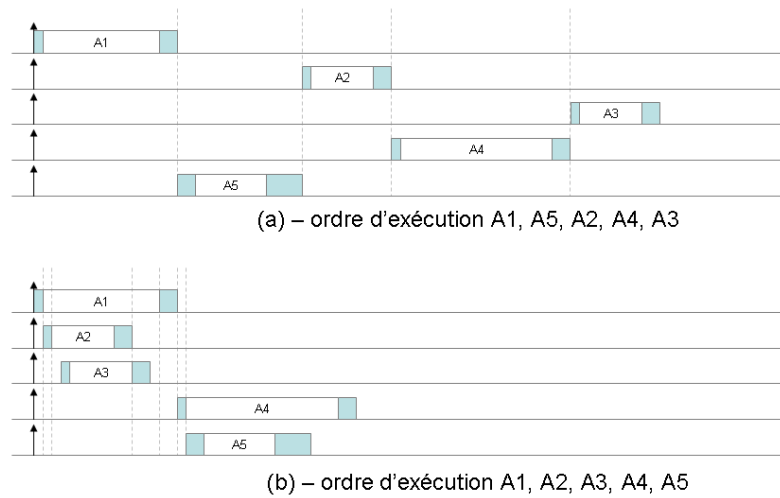 A1
A2
A3
A4
A5
(a) – ordre d'exécution A1, A5, A2, A4, A3
A1
A2
A3
A4
A5
(b) – ordre d'exécution A1, A2, A3, A4, A5